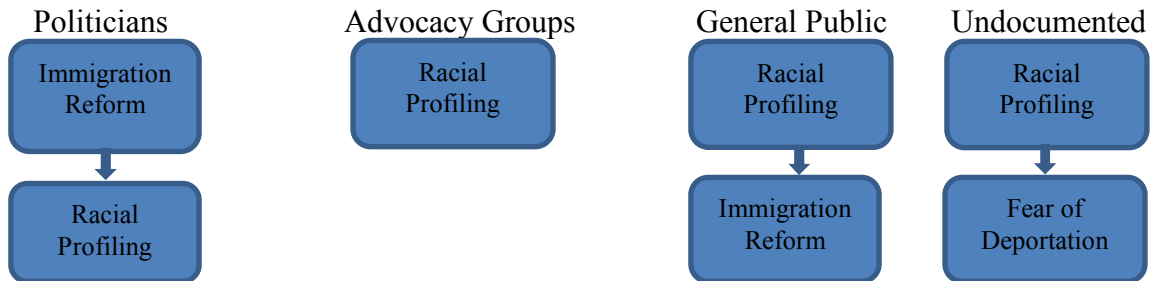 Politicians
Advocacy Groups
General Public
Undocumented
Immigration
Reform
Racial
Profiling
Racial
Profiling
Racial
Profiling
Racial
Profiling
Immigration
Reform
Fear of
Deportation